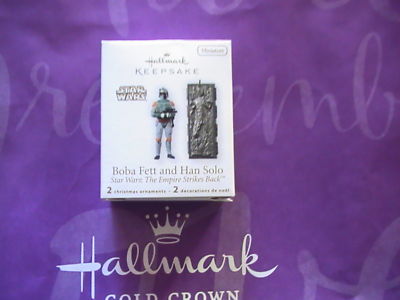 Miniature
Hallmark
KEEPSAKE
STAR WARS
Boba Fett and Han Solo
Star Wars: The Empire Strikes Back™
2 christmas ornaments - 2 décorations de noël
Hallmark
GOLD CROWN